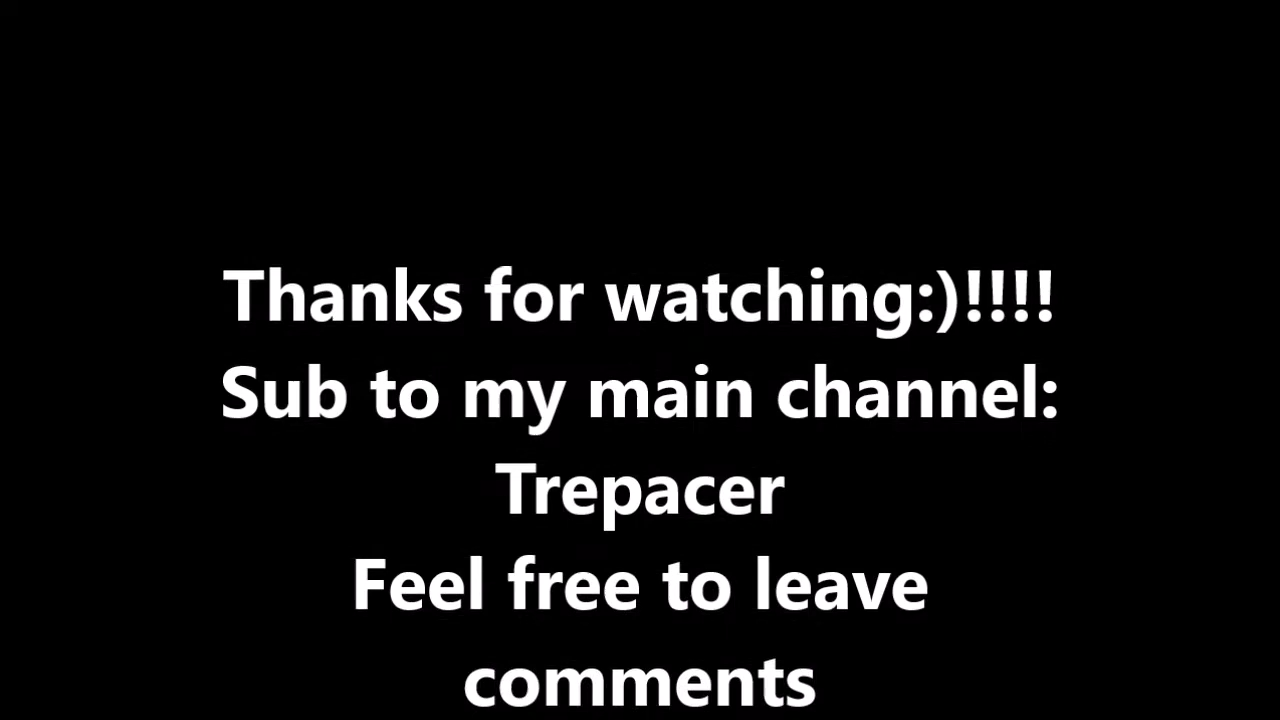 Thanks for watching:)!!!!
Sub to my main channel:
Trepacer
Feel free to leave
comments